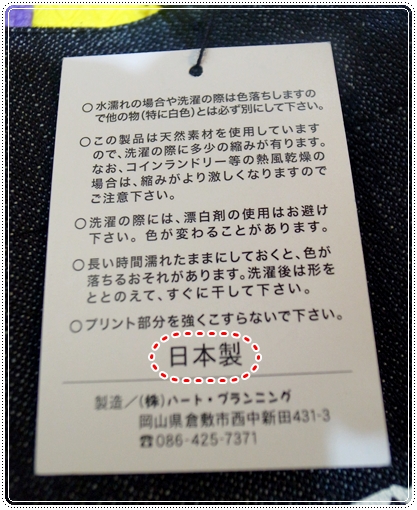 ○水濡れの場合や洗濯の際は色落ちしますの
で他の物(特に白色)とは必ず別にして下さい。
○この製品は天然素材を使用しています
ので、洗濯の際に多少の縮みが有ります。
なお、コインランドリー等の熱風乾燥の
場合は、縮みがより激しくなりますので
ご注意下さい。
○洗濯の際には、漂白剤の使用はお避け
下さい。色が変わることがあります。
○長い時間濡れたままにしておくと、色が
落ちるおそれがあります。洗濯後は形を
ととのえて、すぐに干して下さい。
○プリント部分を強くこすらないで下さい。
日本製
製造/(株)ハート・プランニング
岡山県倉敷市西中新田431-3
☎086-425-7371